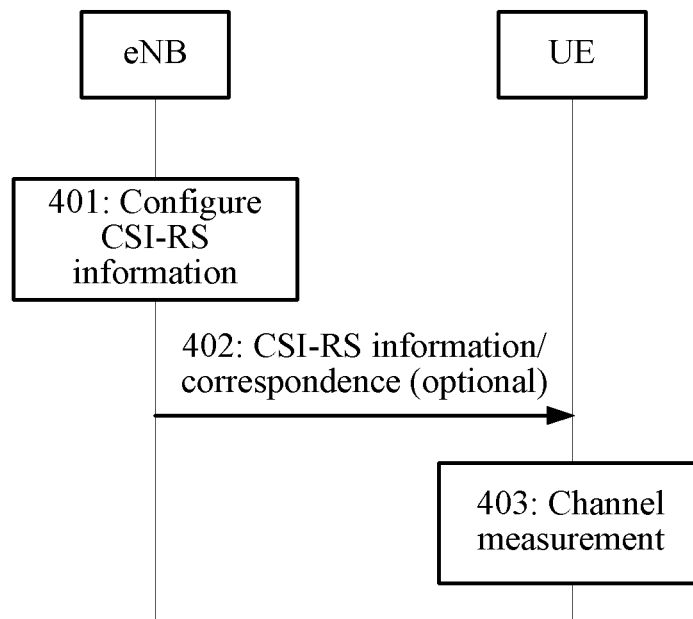 eNB
UE
401: Configure
CSI-RS
information
402: CSI-RS information/
correspondence (optional)
403: Channel
measurement